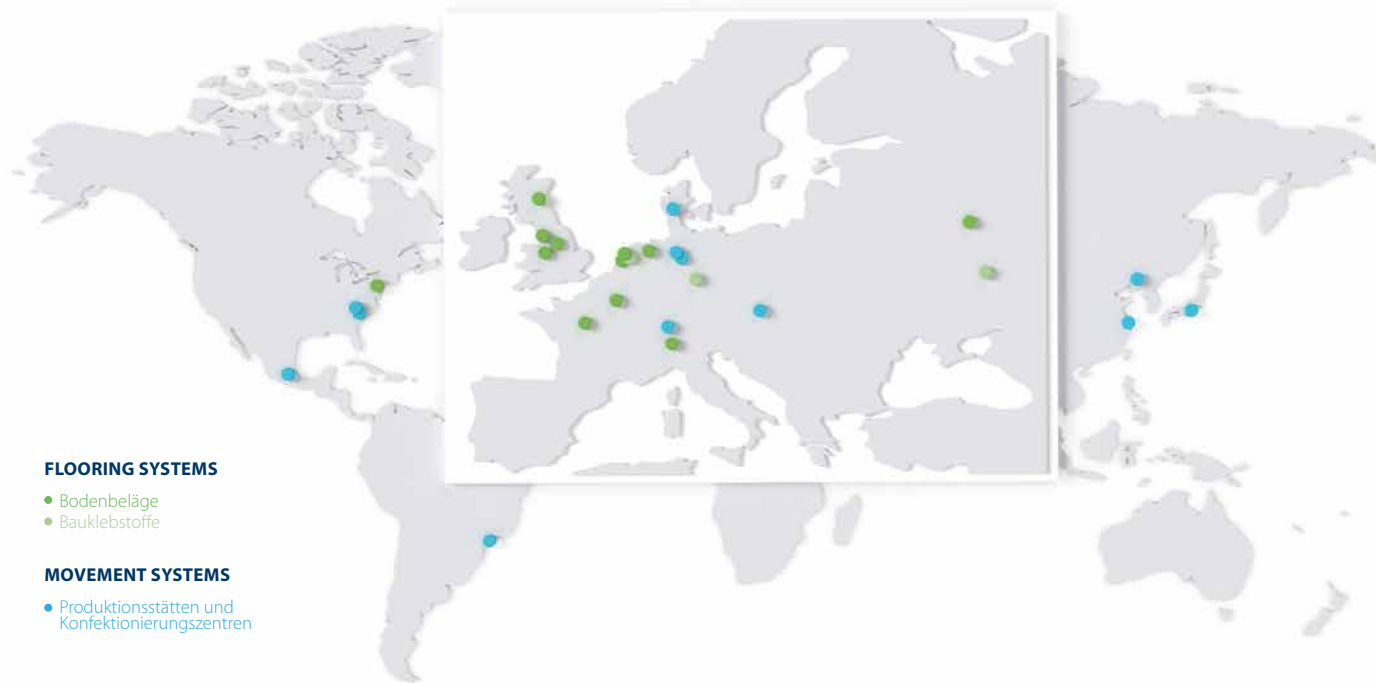 FLOORING SYSTEMS
Bodenbeläge
Bauklebstoffe
MOVEMENT SYSTEMS
Produktionsstätten und
Konfektionierungszentren